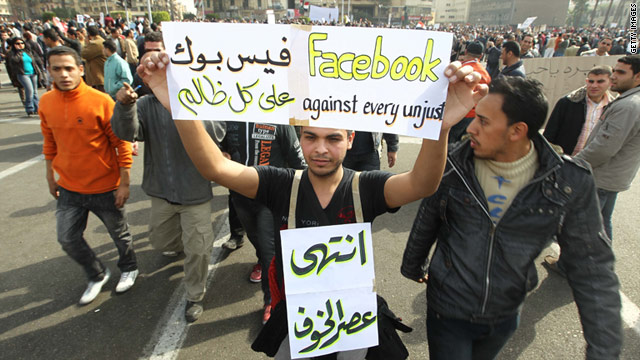 فيس بوك
على كل ظالم
Facebook
against every unjust
انتهى
عصر الخوف
GETTY IMAGES